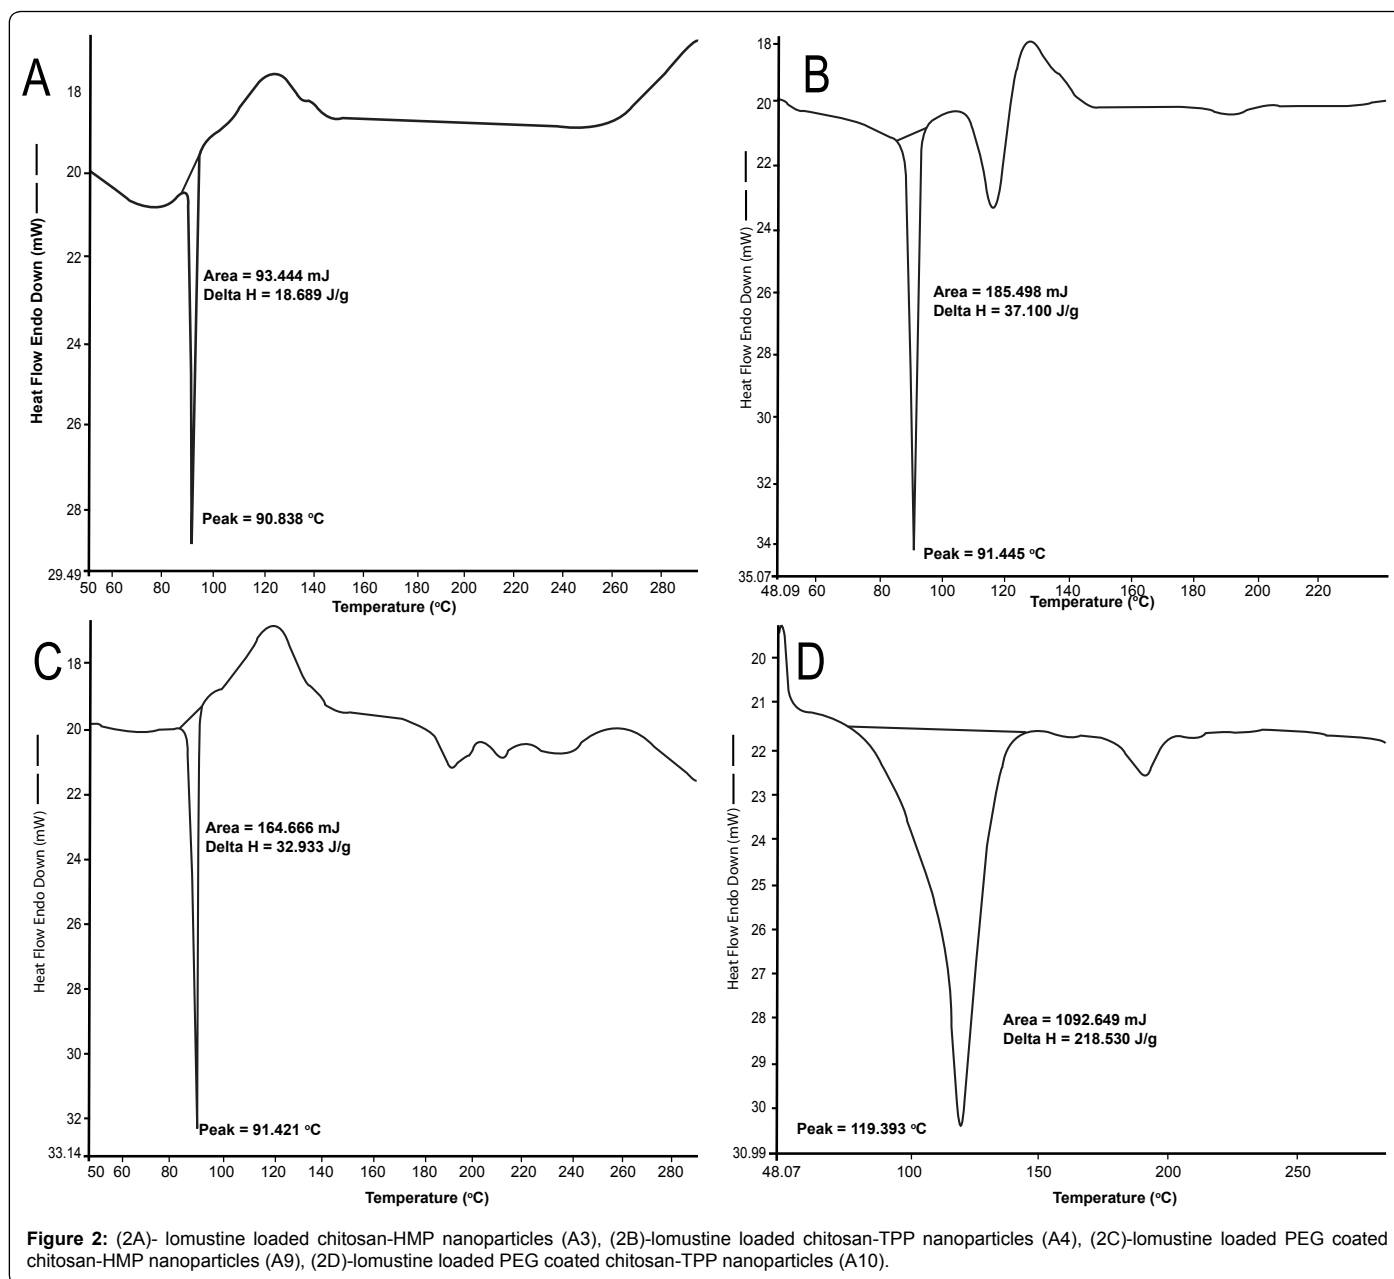 A
18
20
22
24
26
28
29.49
Heat Flow Endo Down (mW)
Area = 93.444 mJ
Delta H = 18.689 J/g
Peak = 90.838 °C
50 60 80 100 120 140 160 180 200 220 240 260 280
Temperature (°C)
B
18
20
22
24
26
28
30
32
34
35.07
Heat Flow Endo Down (mW)
Area = 185.498 mJ
Delta H = 37.100 J/g
Peak = 91.445 °C
48.09 60 80 100 120 140 160 180 200 220
Temperature (°C)
C
18
20
22
24
26
28
30
32
33.14
Heat Flow Endo Down (mW)
Area = 164.666 mJ
Delta H = 32.933 J/g
Peak = 91.421 °C
50 60 80 100 120 140 160 180 200 220 240 260 280
Temperature (°C)
D
20
21
22
23
24
25
26
27
28
29
30
30.99
Heat Flow Endo Down (mW)
Area = 1092.649 mJ
Delta H = 218.530 J/g
Peak = 119.393 °C
48.07 100 150 200 250
Temperature (°C)
Figure 2: (2A)- lomustine loaded chitosan-HMP nanoparticles (A3), (2B)-lomustine loaded chitosan-TPP nanoparticles (A4), (2C)-lomustine loaded PEG coated
chitosan-HMP nanoparticles (A9), (2D)-lomustine loaded PEG coated chitosan-TPP nanoparticles (A10).